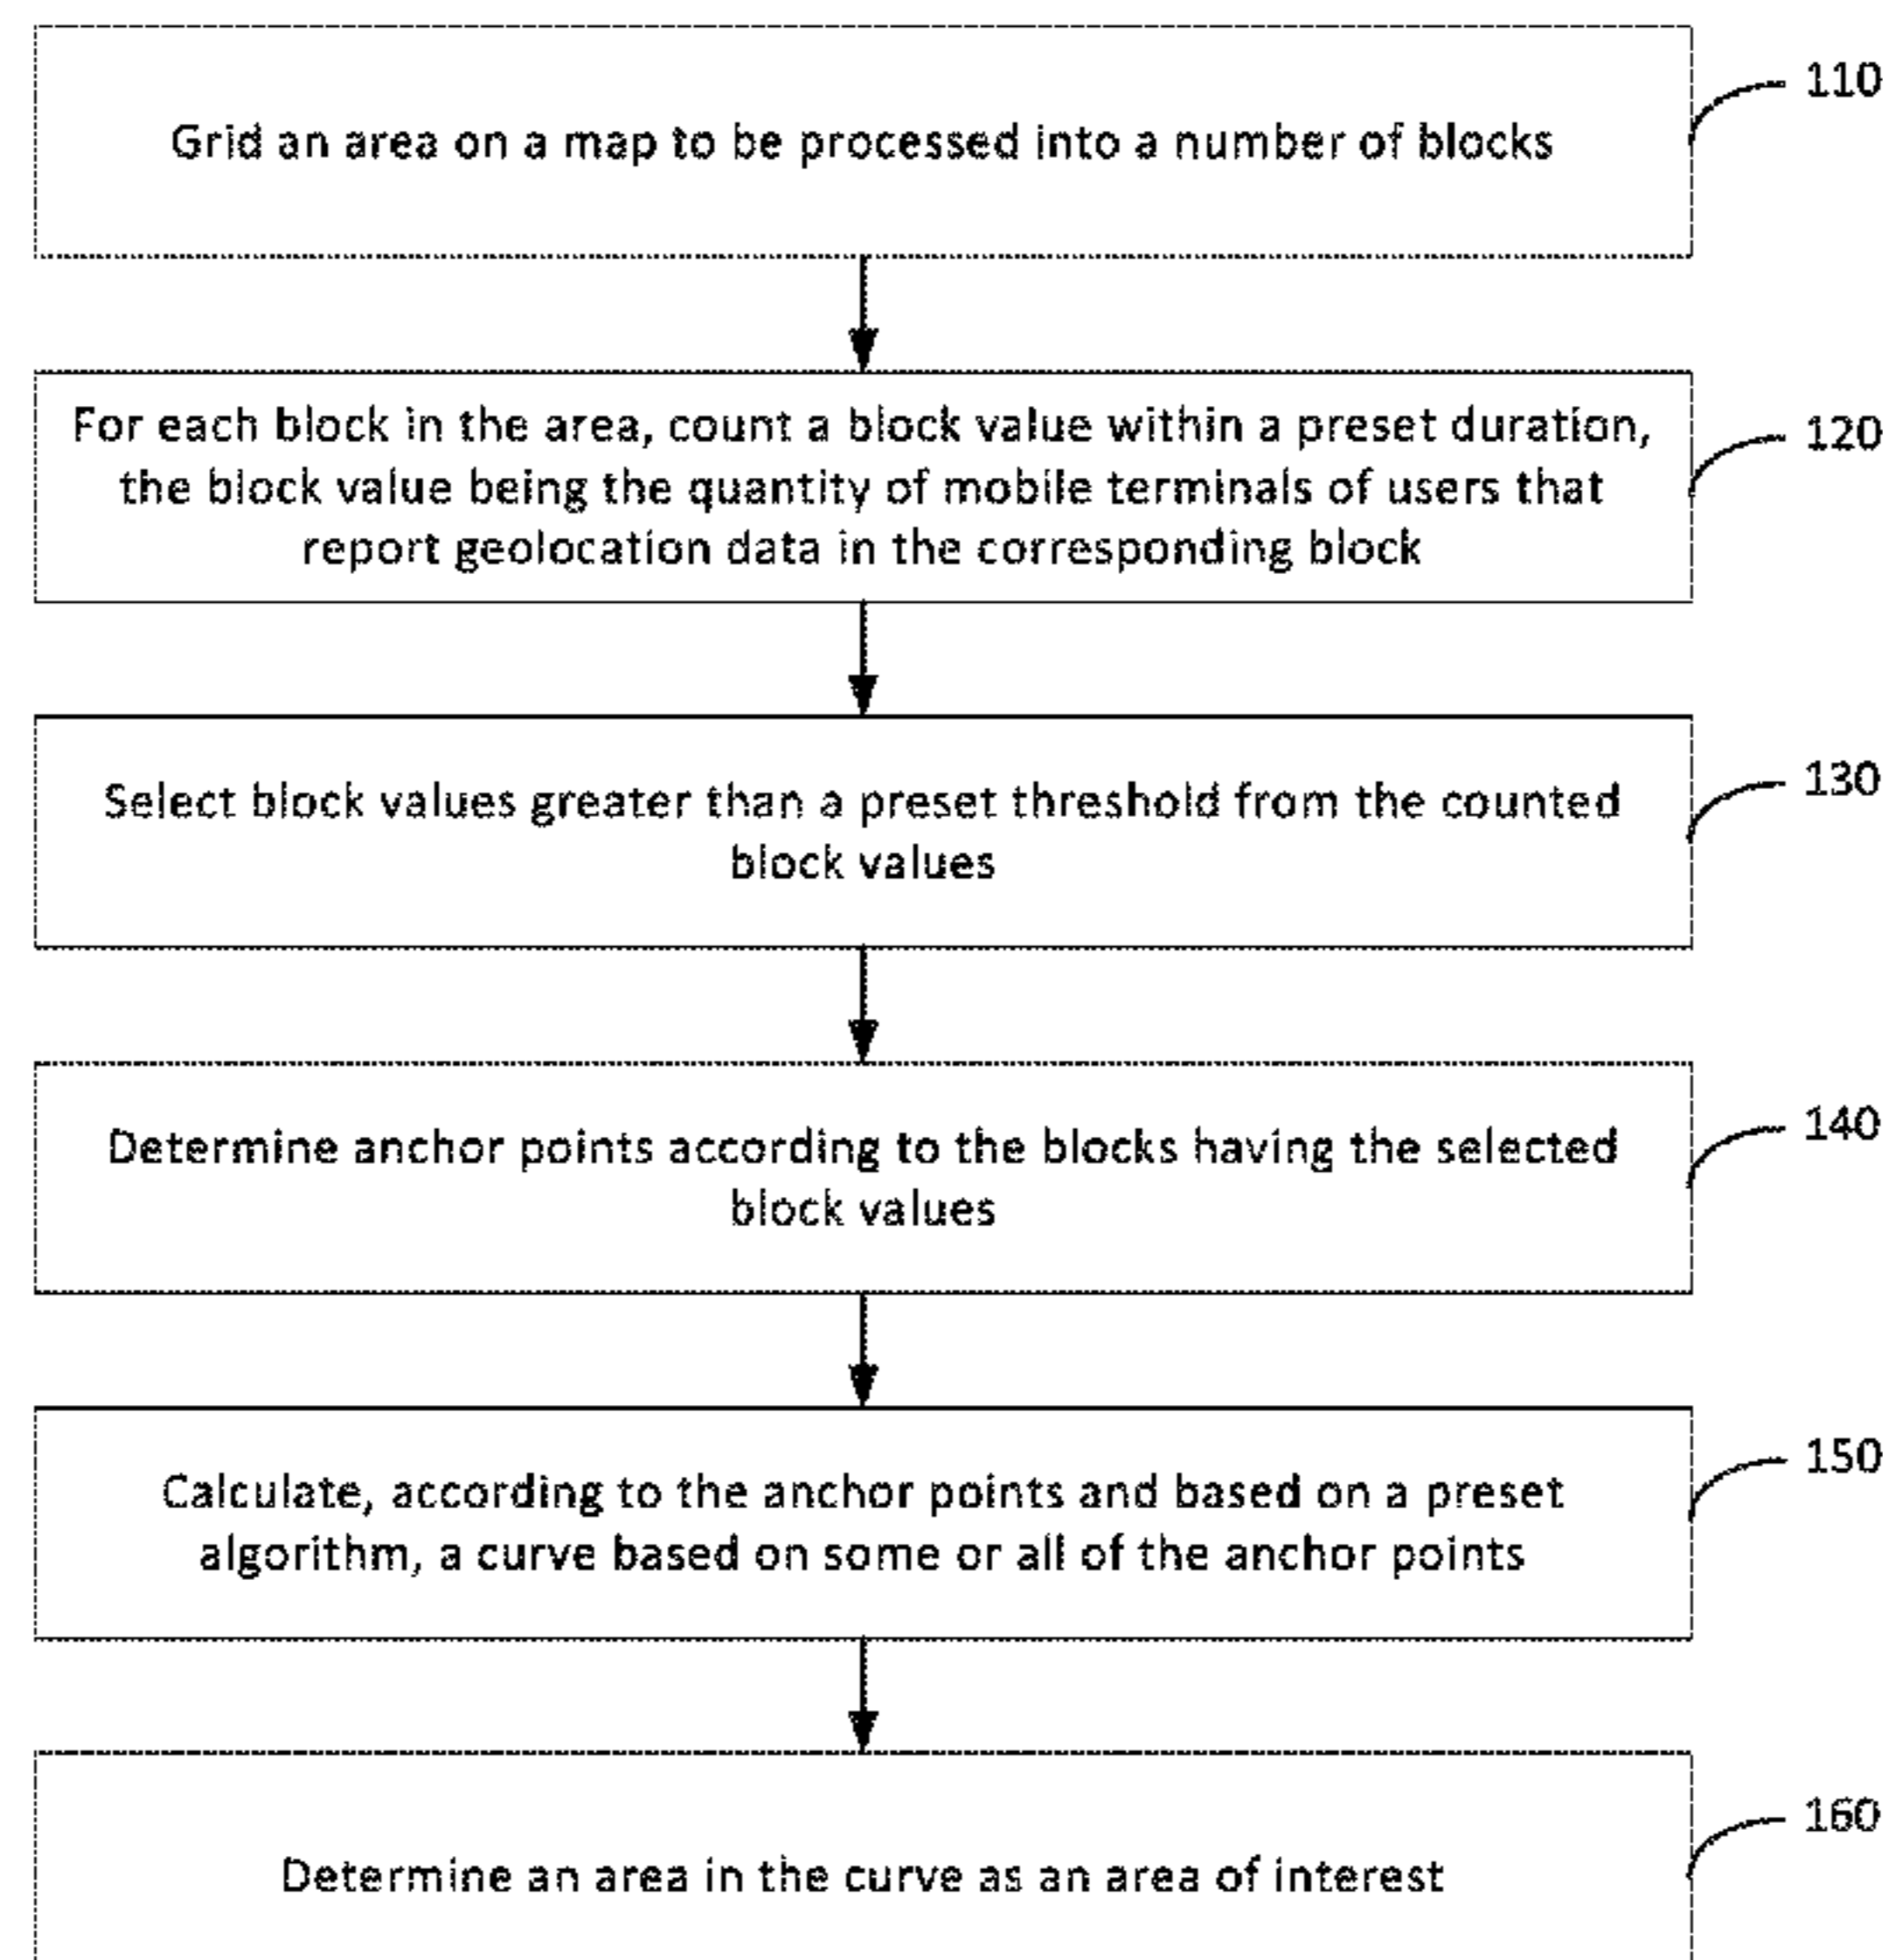 Grid an area on a map to be processed into a number of blocks
110
For each block in the area, count a block value within a preset duration,
the block value being the quantity of mobile terminals of users that
report geolocation data in the corresponding block
120
Select block values greater than a preset threshold from the counted
block values
130
Determine anchor points according to the blocks having the selected
block values
140
Calculate, according to the anchor points and based on a preset
algorithm, a curve based on some or all of the anchor points
150
Determine an area in the curve as an area of interest
160